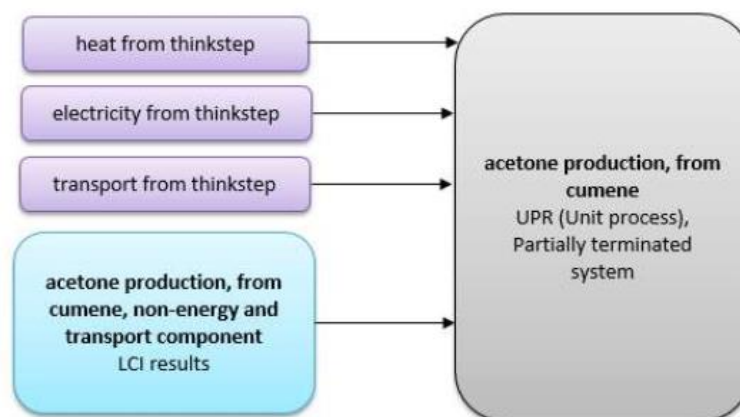 heat from thinkstep
electricity from thinkstep
transport from thinkstep
acetone production, from
cumene, non-energy and
transport component
LCI results
acetone production, from
cumene
UPR (Unit process),
Partially terminated
system